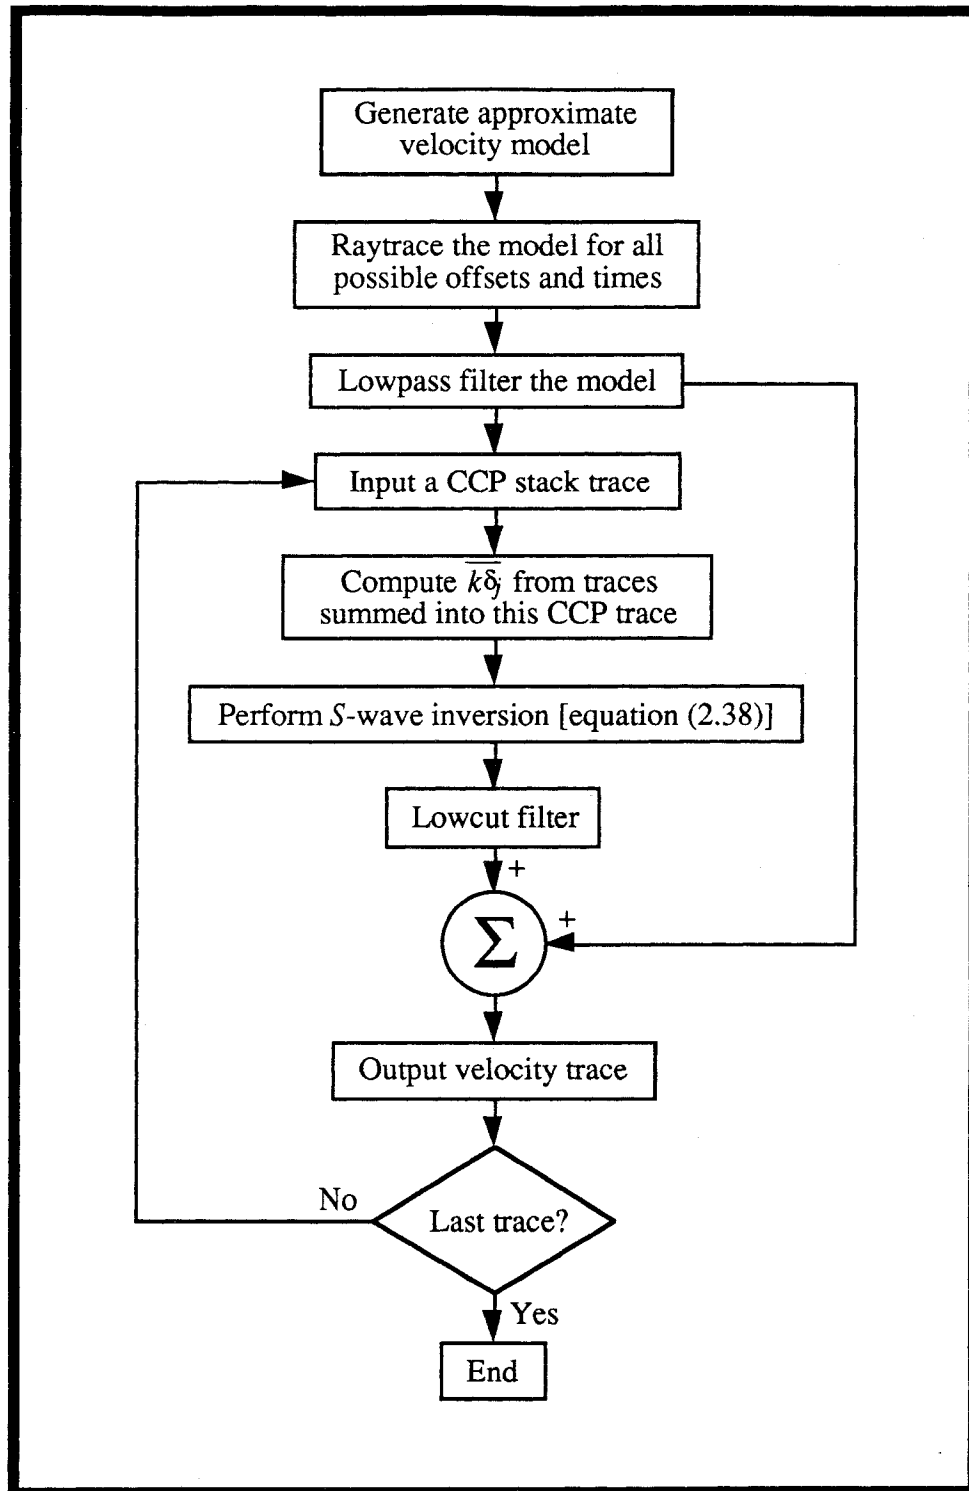 Generate approximate
velocity model
Raytrace the model for all
possible offsets and times
Lowpass filter the model
Input a CCP stack trace
Compute k̅δ̅ⱼ from traces
summed into this CCP trace
Perform S-wave inversion [equation (2.38)]
Lowcut filter
+
+
Σ
Output velocity trace
No
Last trace?
Yes
End